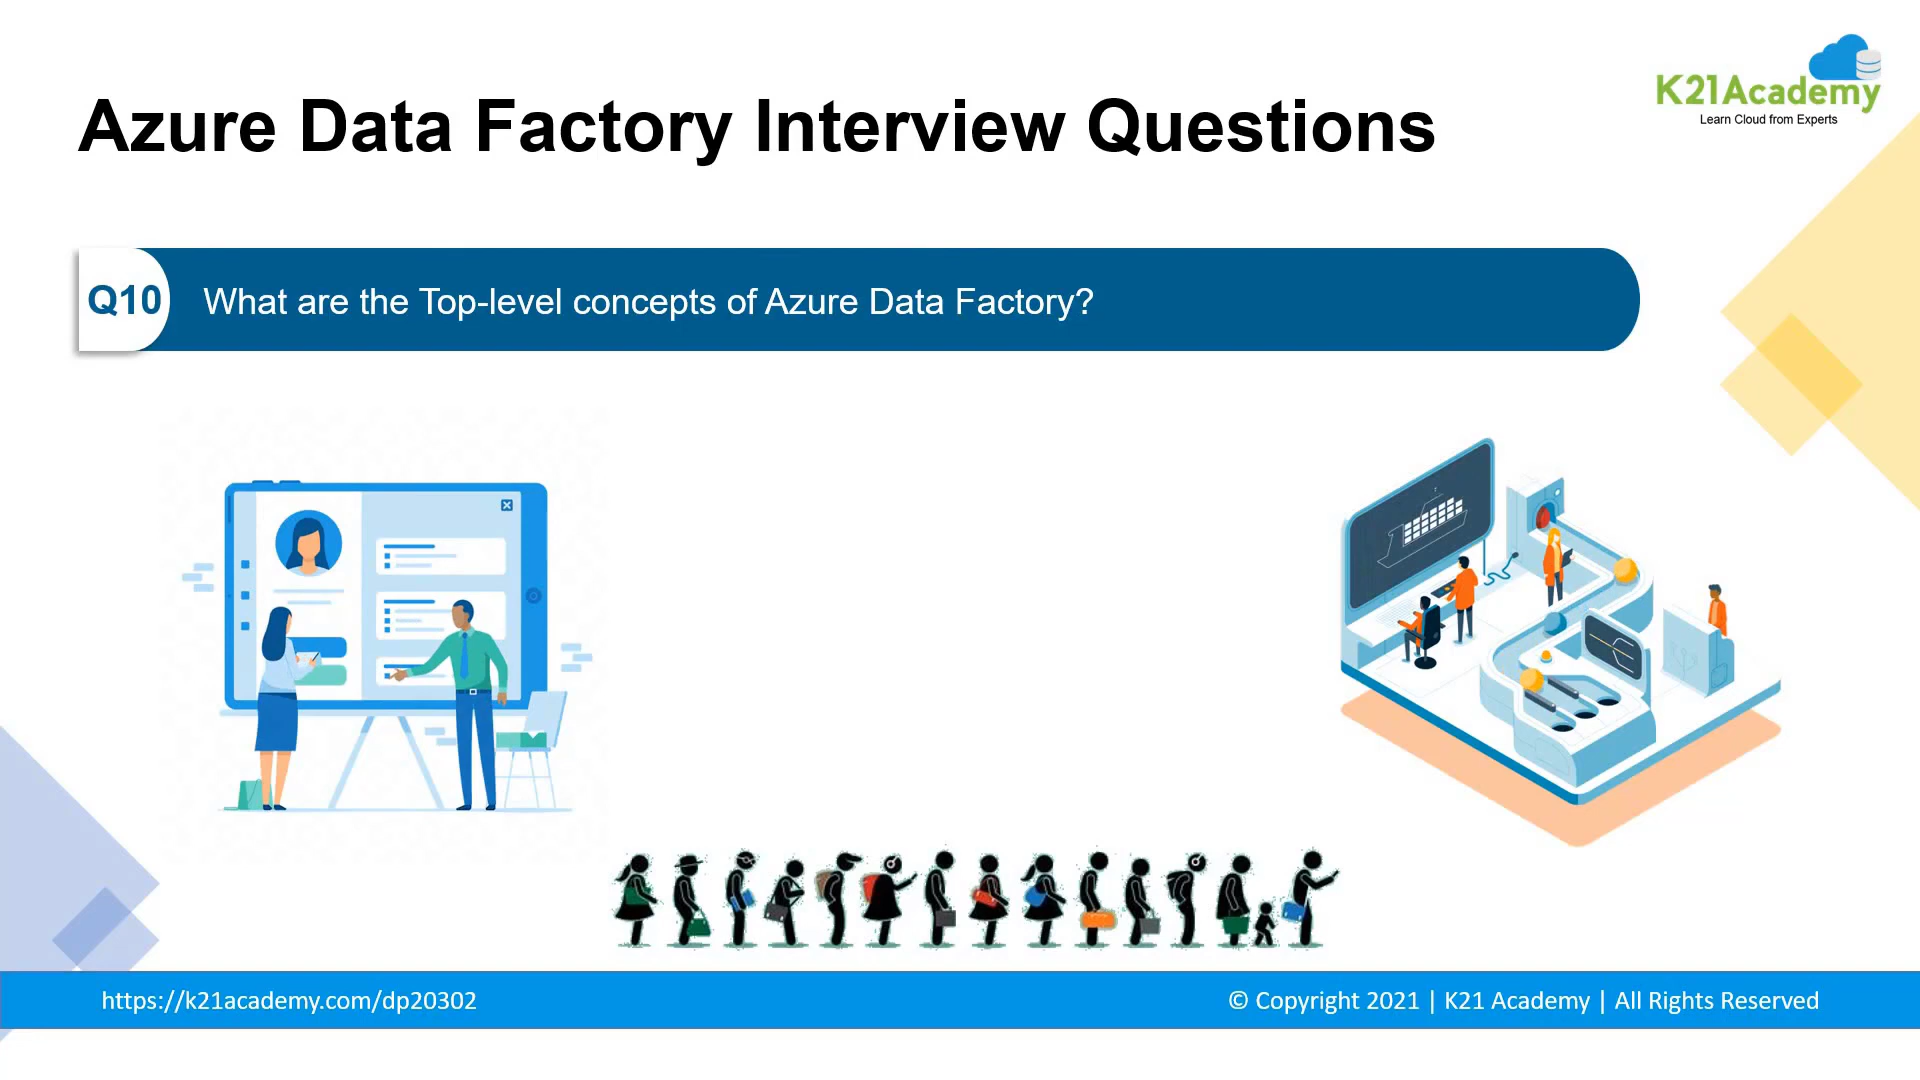 K21Academy
Learn Cloud from Experts
Azure Data Factory Interview Questions
Q10 What are the Top-level concepts of Azure Data Factory?
https://k21academy.com/dp20302
© Copyright 2021 | K21 Academy | All Rights Reserved